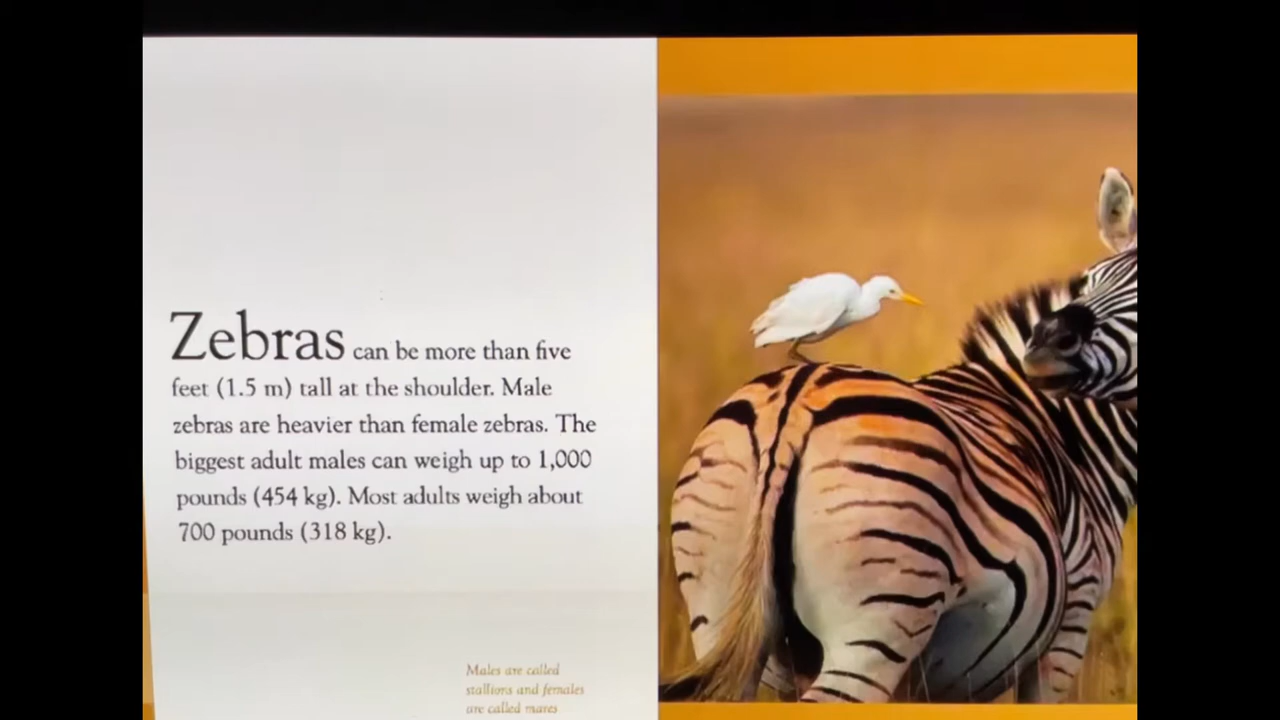 Zebras can be more than five
feet (1.5 m) tall at the shoulder. Male
zebras are heavier than female zebras. The
biggest adult males can weigh up to 1,000
pounds (454 kg). Most adults weigh about
700 pounds (318 kg).
Males are called
stallions and females
are called mares